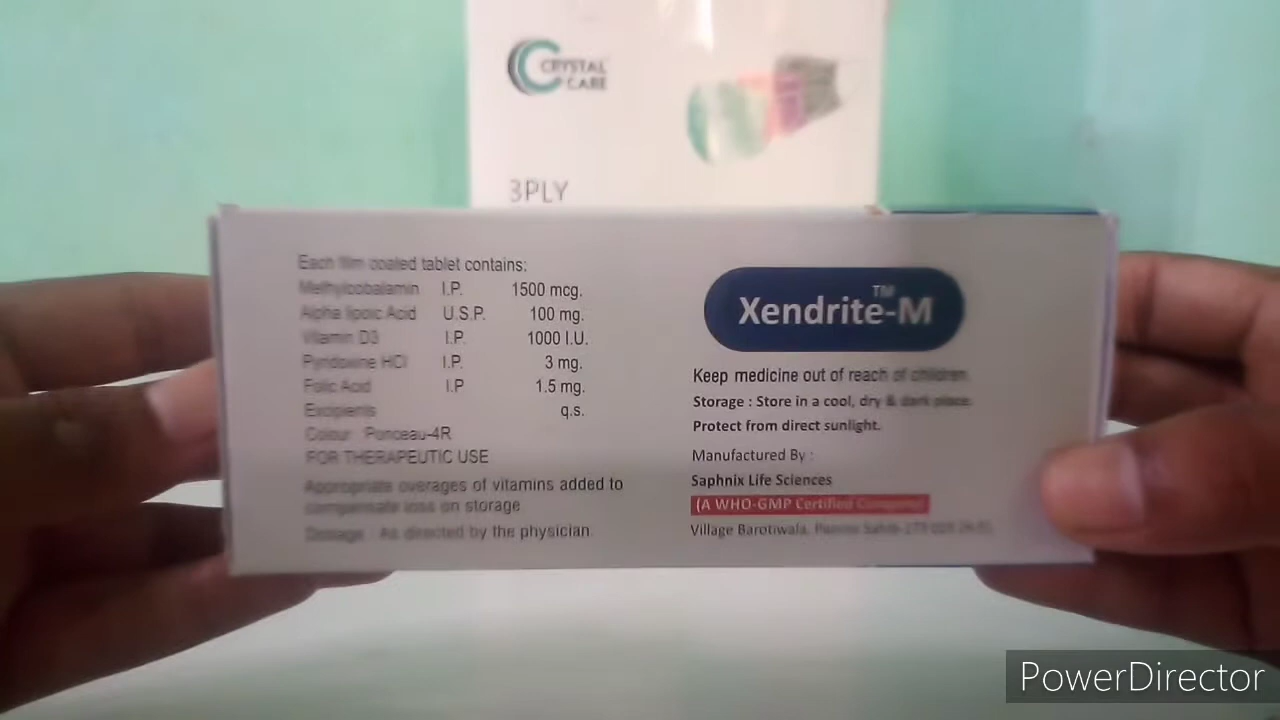 CRYSTAL
CARE
3PLY
Each film coated tablet contains:
Methylcobalamin I.P. 1500 mcg.
Alpha lipoic Acid U.S.P. 100 mg.
Vitamin D3 I.P. 1000 I.U.
Pyridoxine HCl I.P. 3 mg.
Folic Acid I.P 1.5 mg.
Excipients q.s.
Colour : Ponceau-4R
FOR THERAPEUTIC USE
Appropriate overages of vitamins added to
compensate loss on storage
Dosage : As directed by the physician.
Xendrite-M™
Keep medicine out of reach of children.
Storage : Store in a cool, dry & dark place.
Protect from direct sunlight.
Manufactured By :
Saphnix Life Sciences
(A WHO-GMP Certified Company)
Village Barotiwala,
PowerDirector